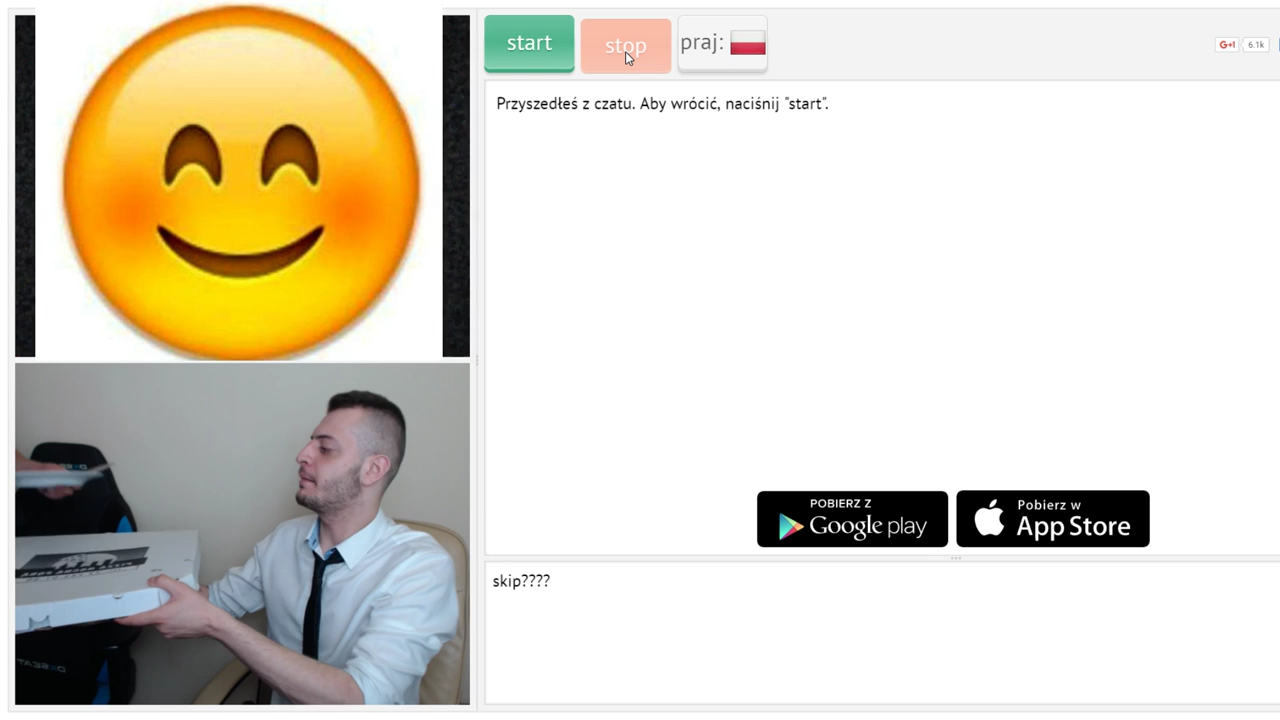 start
stop
praj:
G+1
6.1k
Przyszedłeś z czatu. Aby wrócić, naciśnij "start".
POBIERZ Z
Google play
Pobierz w
App Store
skip????